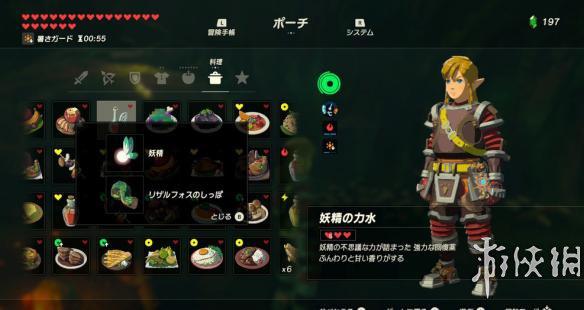 L
ポーチ
R
197
冒険手帳
システム
暑さガード 00:55
料理
妖精
リザルフォスのしっぽ
とじる B
妖精の力水
妖精の不思議な力が詰まった 強力な回復薬
ふんわりと甘い香りがする
×6
游侠網